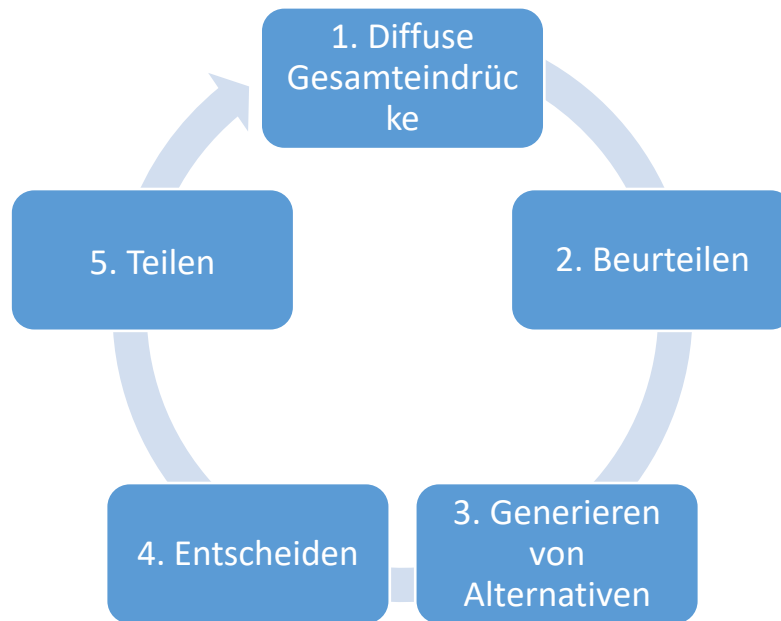 1. Diffuse
Gesamteindrüc
ke
2. Beurteilen
3. Generieren
von
Alternativen
4. Entscheiden
5. Teilen